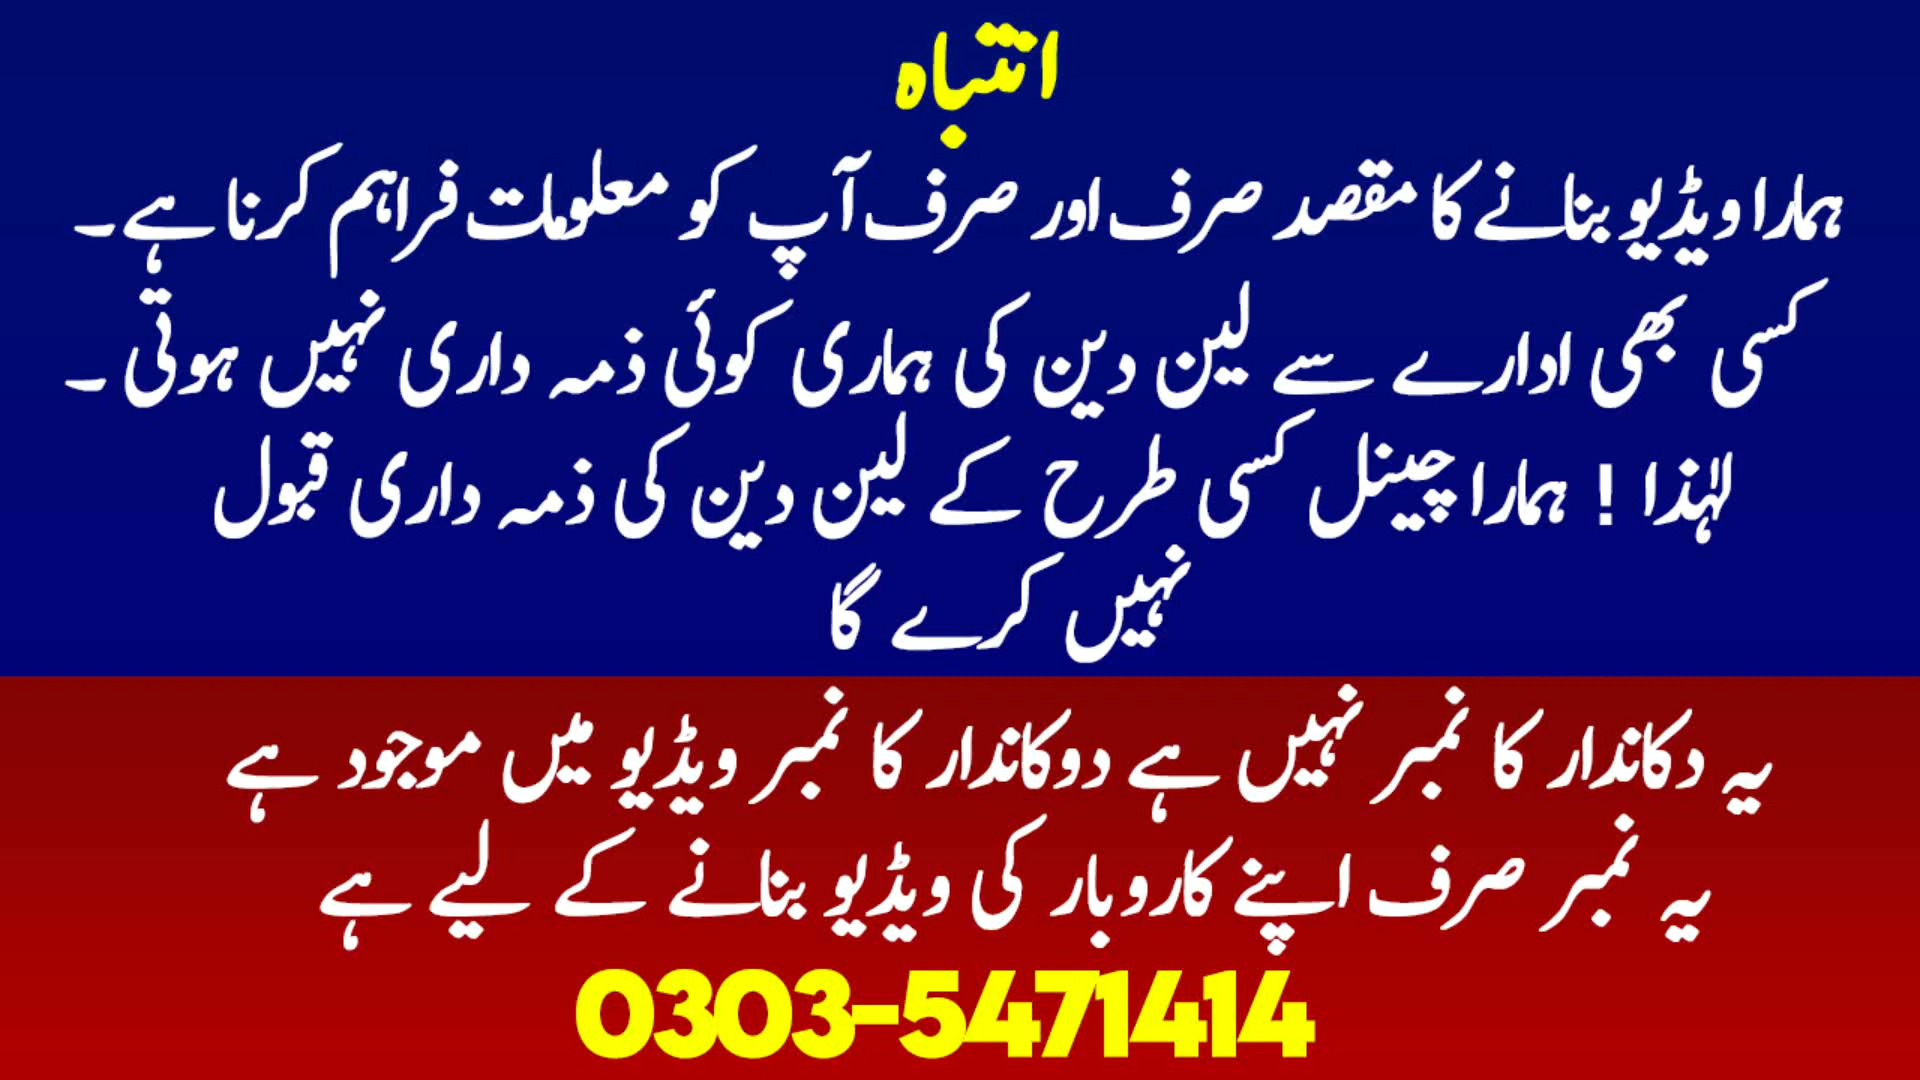 انتباہ
ہمارا ویڈیو بنانے کا مقصد صرف اور صرف آپ کو معلومات فراہم کرنا ہے۔
کسی بھی ادارے سے لین دین کی ہماری کوئی ذمہ داری نہیں ہوتی ۔
لہٰذا ! ہمارا چینل کسی طرح کے لین دین کی ذمہ داری قبول
نہیں کرے گا
یہ دکاندار کا نمبر نہیں ہے دوکاندار کا نمبر ویڈیو میں موجود ہے
یہ نمبر صرف اپنے کاروبار کی ویڈیو بنانے کے لیے ہے
0303-5471414